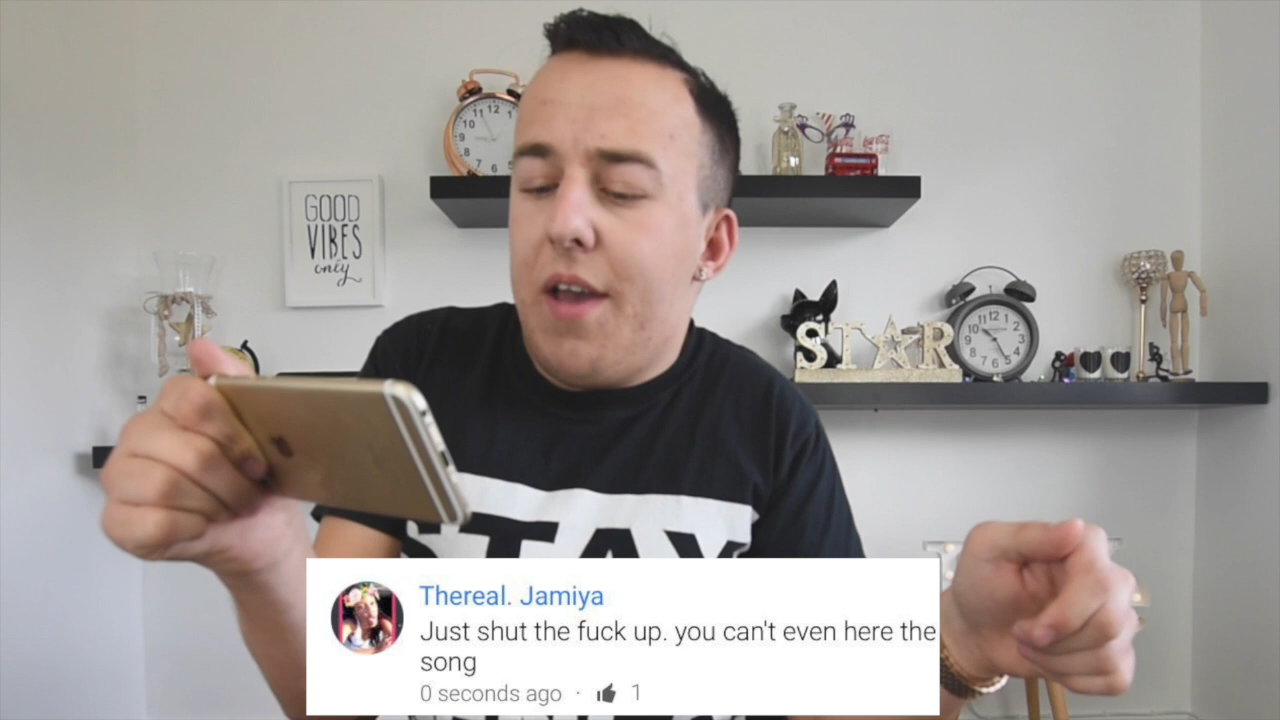 GOOD
VIBES
only
STAR
STAY
Thereal. Jamiya
Just shut the fuck up. you can't even here the
song
0 seconds ago · 1